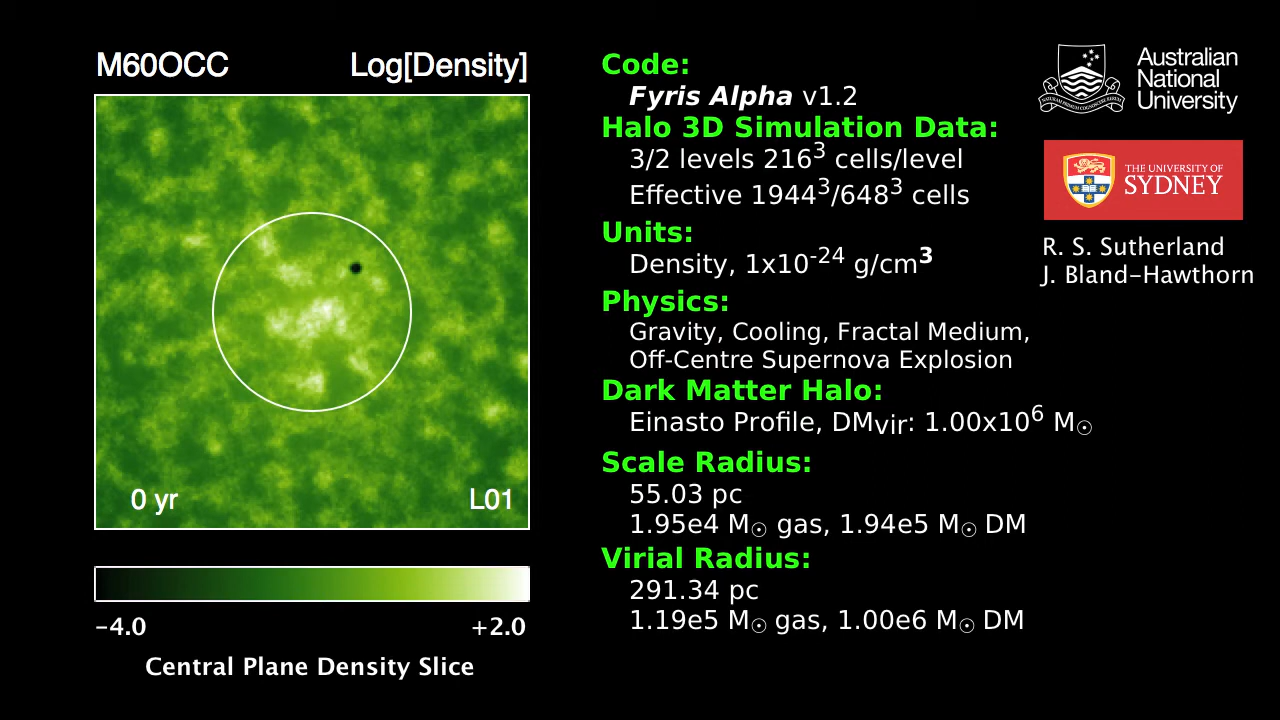 M60OCC Log[Density]
0 yr L01
−4.0 +2.0
Central Plane Density Slice
Code:
Fyris Alpha v1.2
Halo 3D Simulation Data:
3/2 levels 216³ cells/level
Effective 1944³/648³ cells
Units:
Density, 1x10⁻²⁴ g/cm³
Physics:
Gravity, Cooling, Fractal Medium,
Off-Centre Supernova Explosion
Dark Matter Halo:
Einasto Profile, DMvir: 1.00x10⁶ M☉
Scale Radius:
55.03 pc
1.95e4 M☉ gas, 1.94e5 M☉ DM
Virial Radius:
291.34 pc
1.19e5 M☉ gas, 1.00e6 M☉ DM
Australian
National
University
THE UNIVERSITY OF
SYDNEY
R. S. Sutherland
J. Bland−Hawthorn